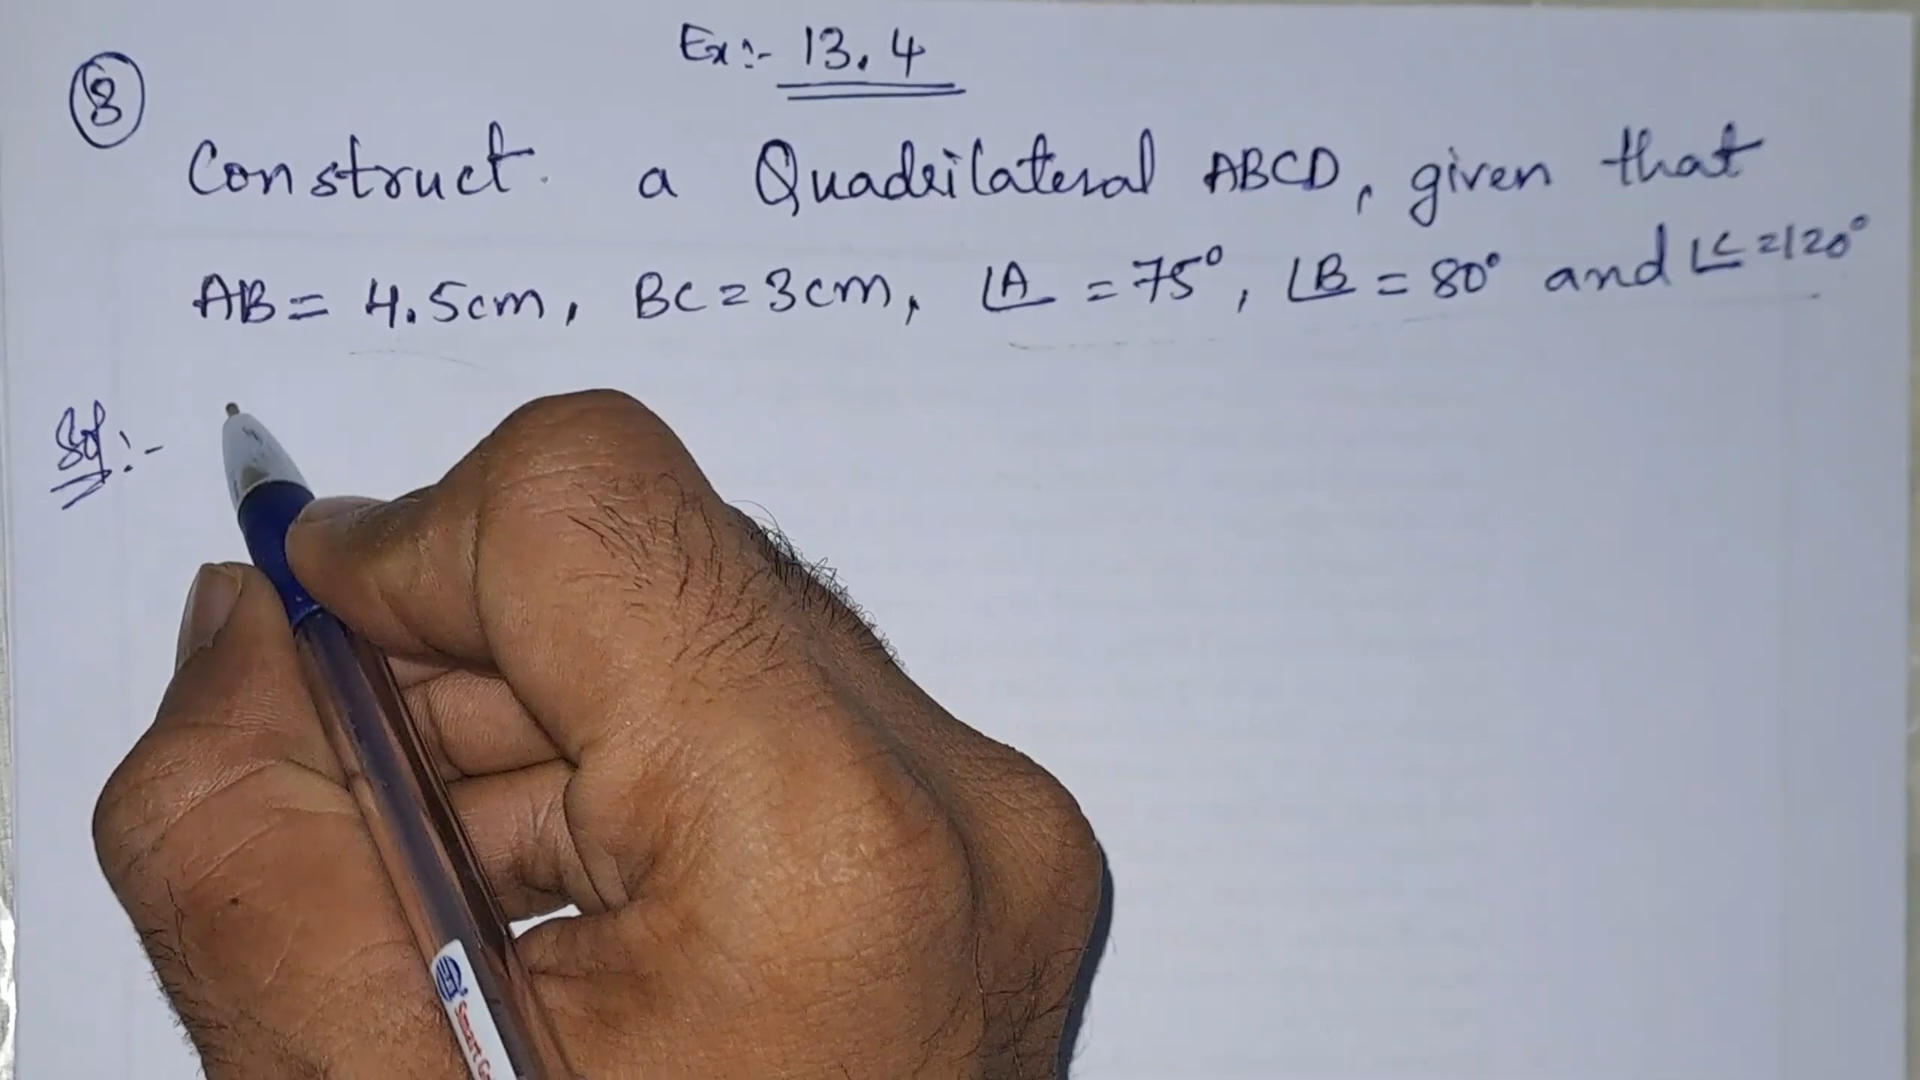 Ex:- 13.4
8
Construct a Quadrilateral ABCD, given that
AB = 4.5cm, BC = 3cm, ∠A = 75°, ∠B = 80° and ∠C = 120°
Sol:-
Smart G